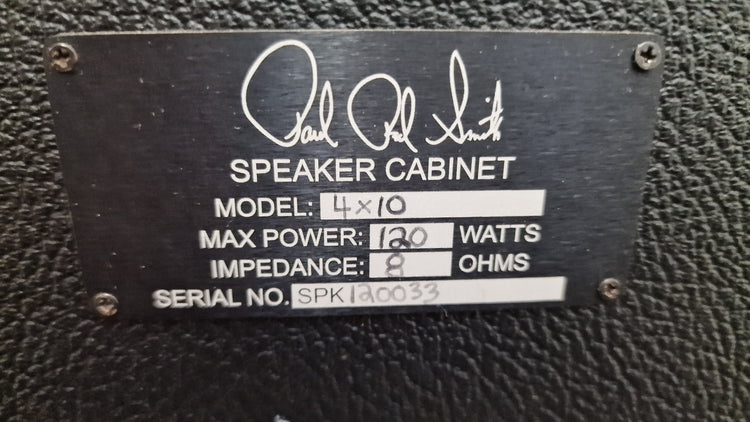 Paul Reed Smith
SPEAKER CABINET
MODEL: 4x10
MAX POWER: 120 WATTS
IMPEDANCE: 8 OHMS
SERIAL NO. SPK120033